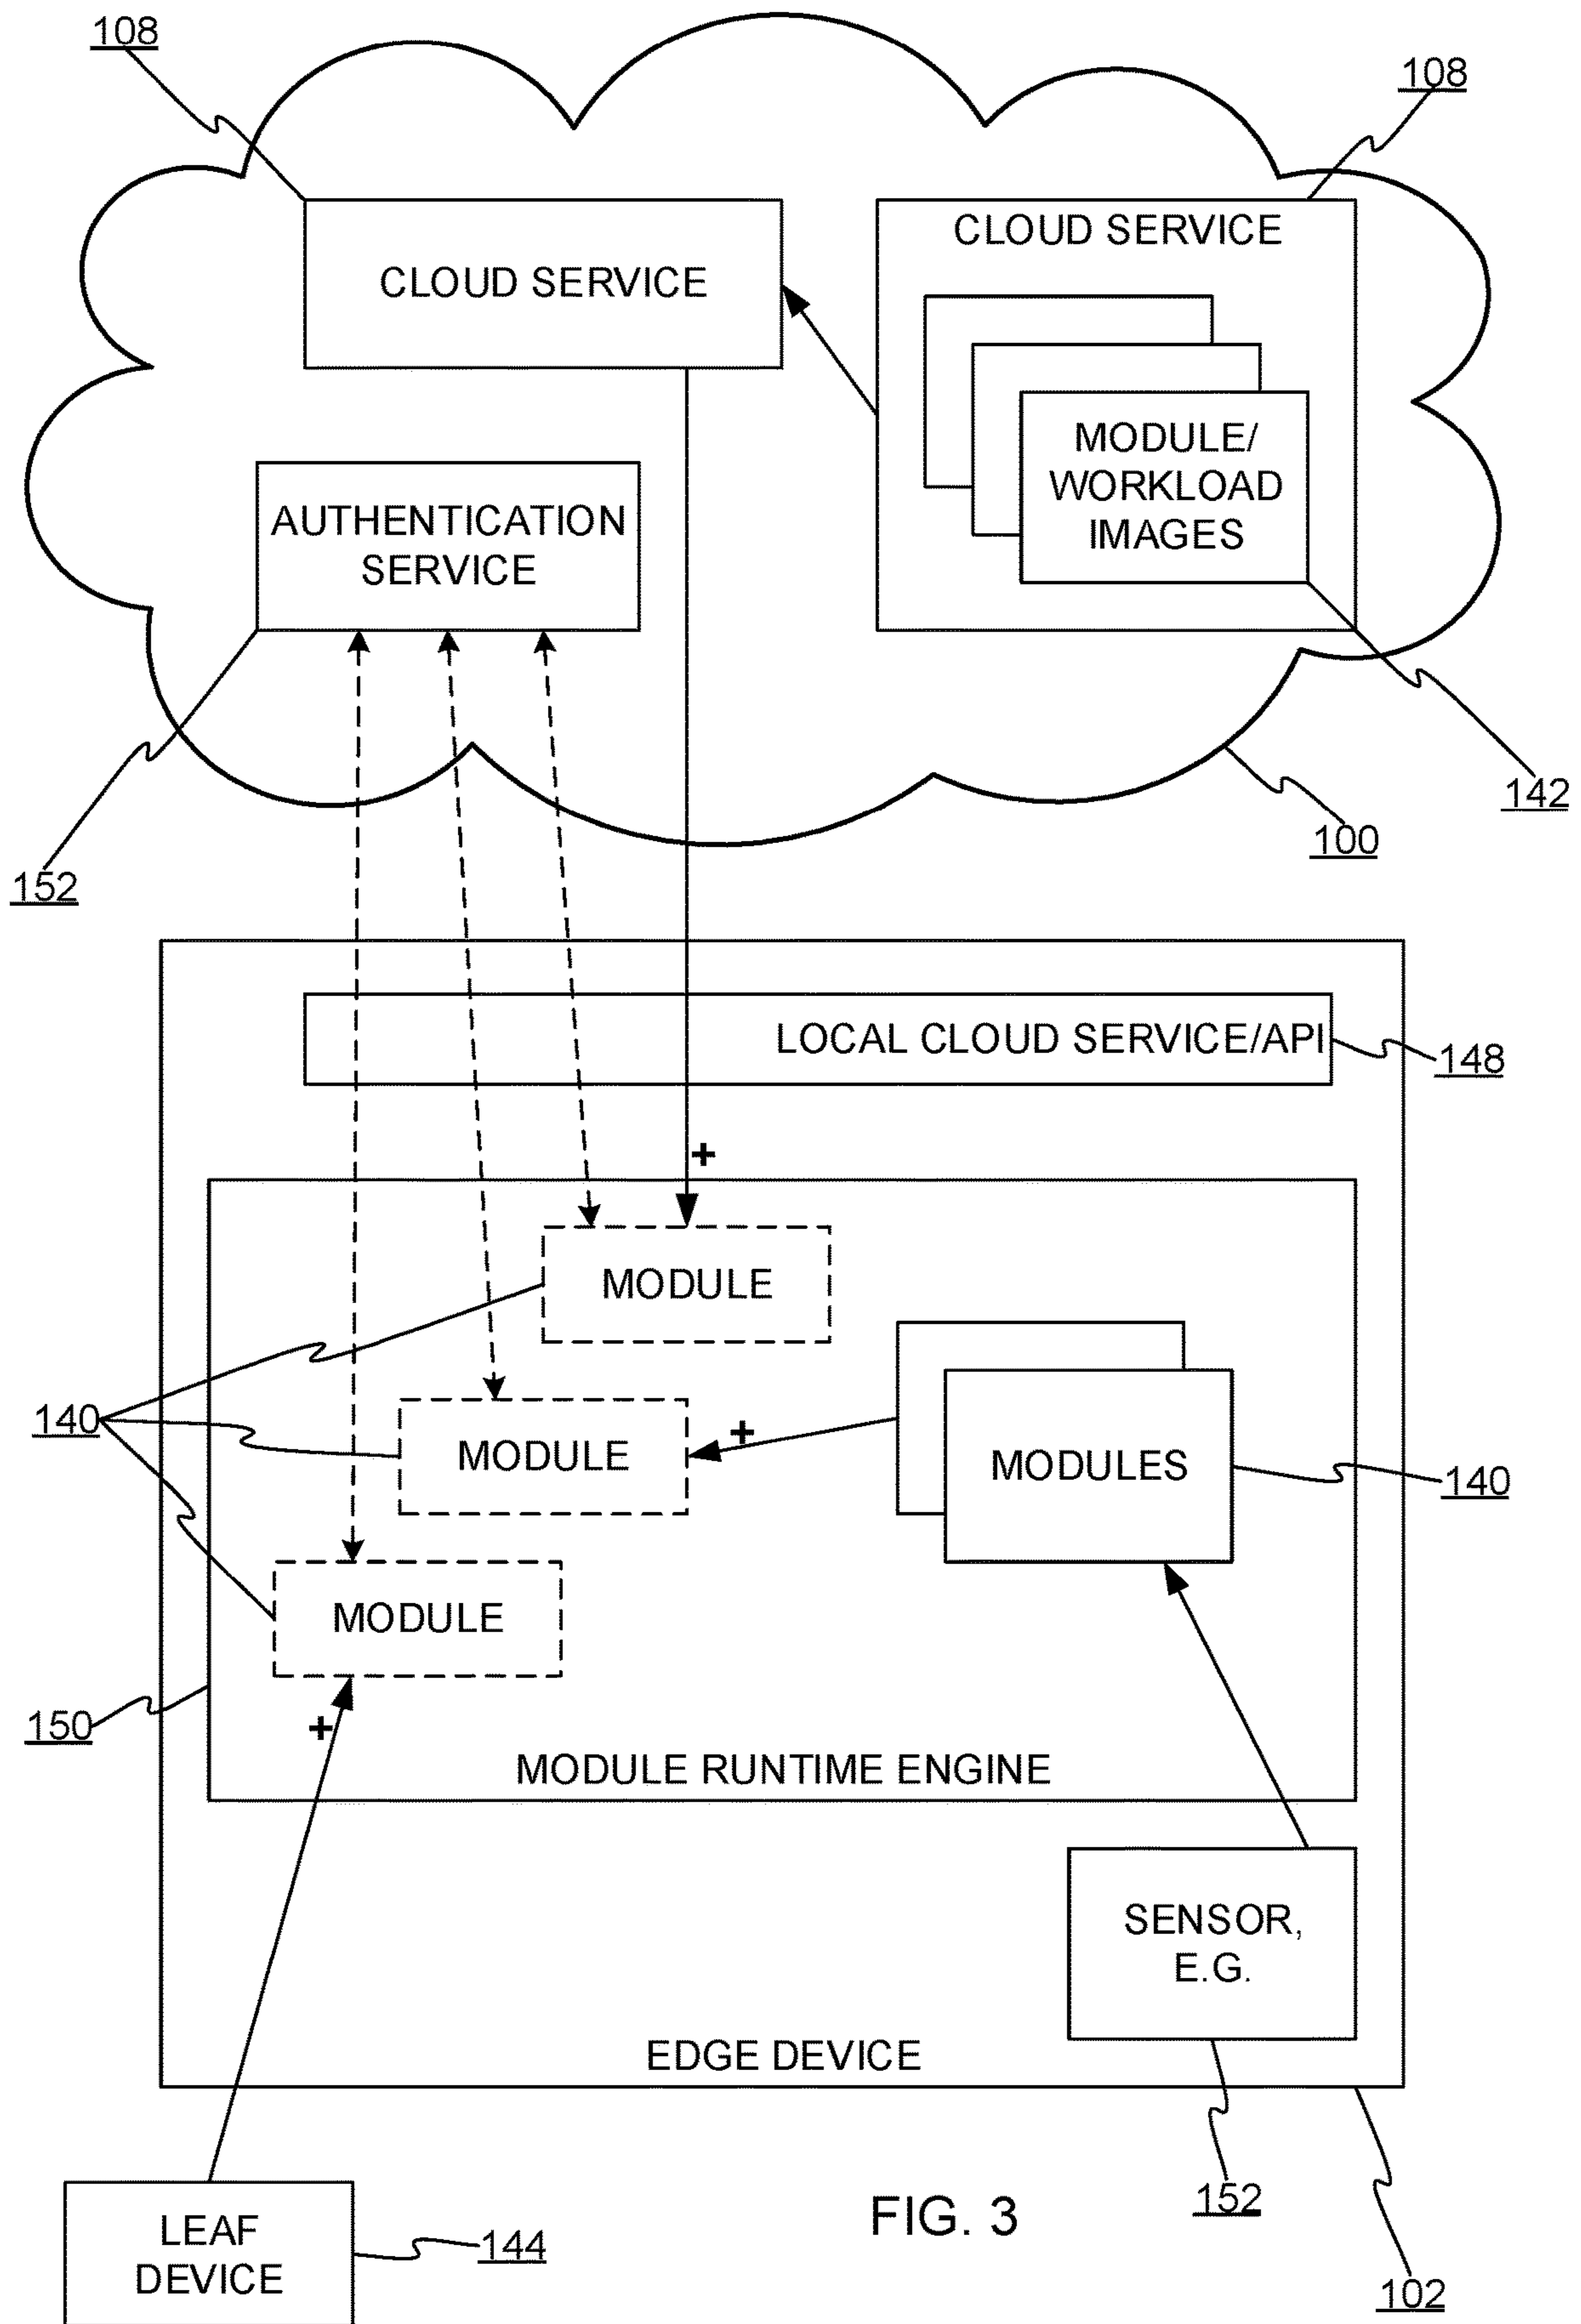 108
108
CLOUD SERVICE
CLOUD SERVICE
MODULE/
WORKLOAD
IMAGES
AUTHENTICATION
SERVICE
142
100
152
LOCAL CLOUD SERVICE/API
148
+
MODULE
140
+
MODULE
MODULES
140
MODULE
150
+
MODULE RUNTIME ENGINE
SENSOR,
E.G.
EDGE DEVICE
152
FIG. 3
LEAF
DEVICE
144
102